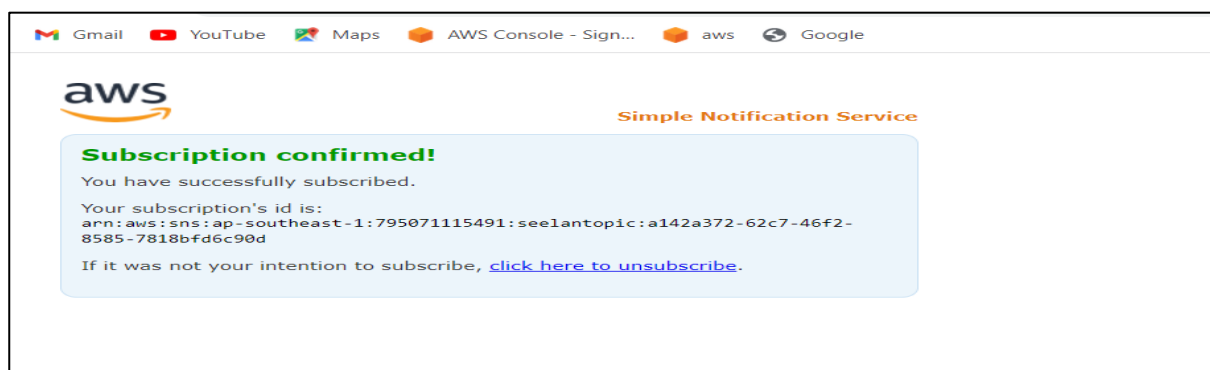 Gmail YouTube Maps AWS Console - Sign... aws Google
aws
Simple Notification Service
Subscription confirmed!
You have successfully subscribed.
Your subscription's id is:
arn:aws:sns:ap-southeast-1:795071115491:seelantopic:a142a372-62c7-46f2-
8585-7818bfd6c90d
If it was not your intention to subscribe, click here to unsubscribe.